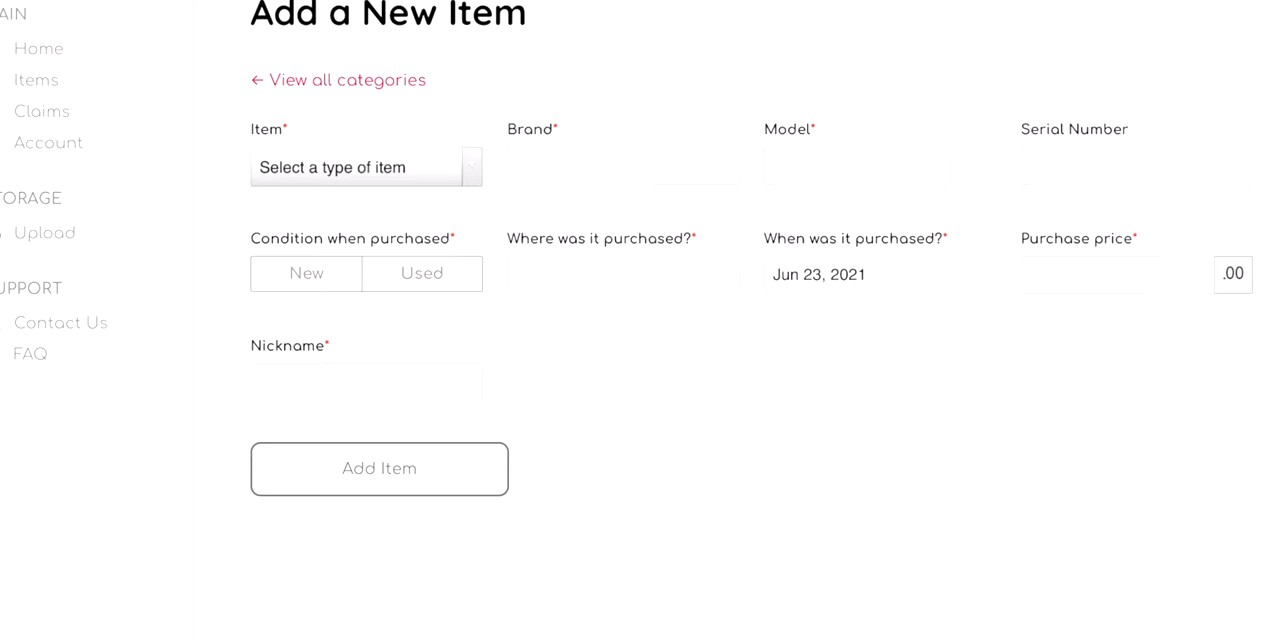 AIN
Home
Items
Claims
Account
TORAGE
Upload
UPPORT
Contact Us
FAQ
Add a New Item
← View all categories
Item* Brand* Model* Serial Number
Select a type of item
Condition when purchased* Where was it purchased?* When was it purchased?* Purchase price*
New Used Jun 23, 2021 .00
Nickname*
Add Item